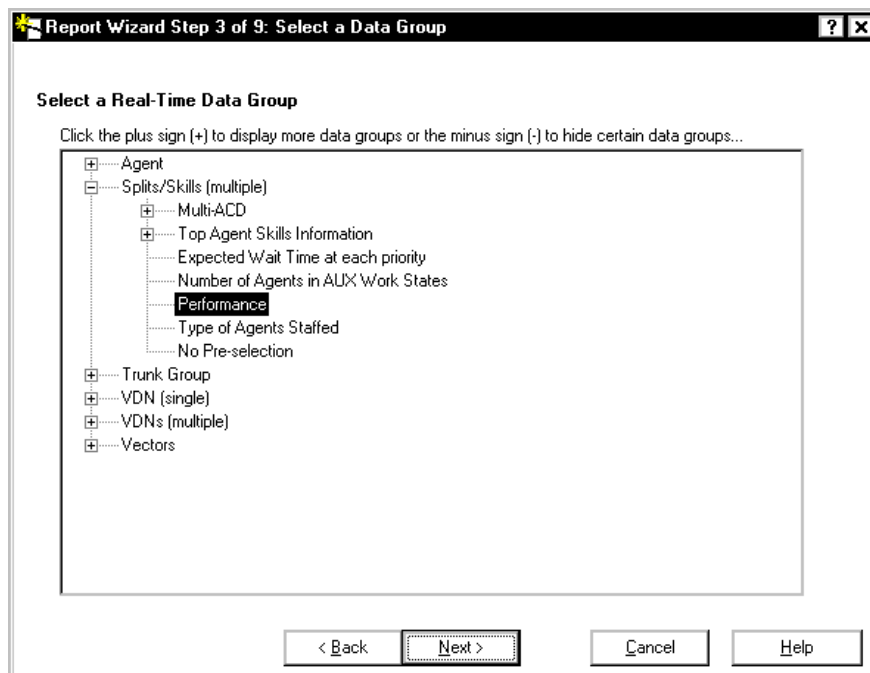 Report Wizard Step 3 of 9: Select a Data Group
Select a Real-Time Data Group
Click the plus sign (+) to display more data groups or the minus sign (-) to hide certain data groups...
Agent
Splits/Skills (multiple)
Multi-ACD
Top Agent Skills Information
Expected Wait Time at each priority
Number of Agents in AUX Work States
Performance
Type of Agents Staffed
No Pre-selection
Trunk Group
VDN (single)
VDNs (multiple)
Vectors
< Back Next > Cancel Help